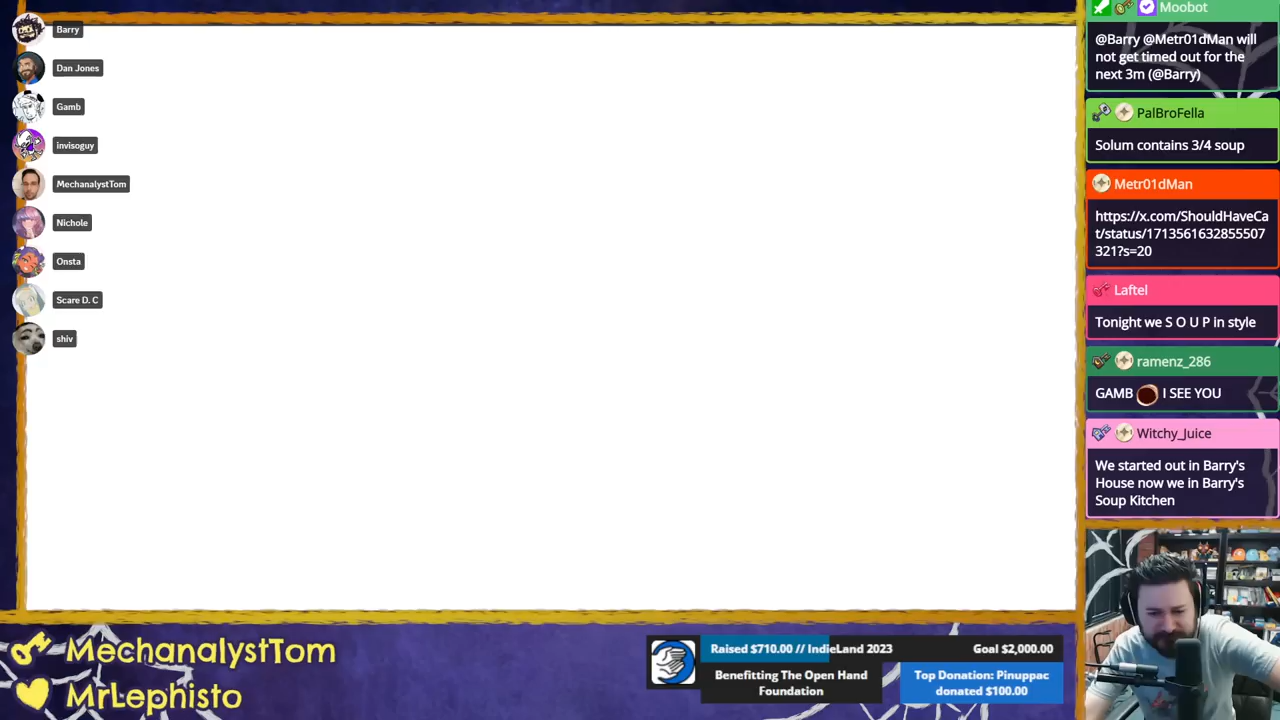 Barry
Dan Jones
Gamb
invisoguy
MechanalystTom
Nichole
Onsta
Scare D. C
shiv
Moobot
@Barry @Metr01dMan will
not get timed out for the
next 3m (@Barry)
PalBroFella
Solum contains 3/4 soup
Metr01dMan
https://x.com/ShouldHaveCa
t/status/1713561632855507
321?s=20
Laftel
Tonight we S O U P in style
ramenz_286
GAMB I SEE YOU
Witchy_Juice
We started out in Barry's
House now we in Barry's
Soup Kitchen
MechanalystTom
MrLephisto
Raised $710.00 // IndieLand 2023
Goal $2,000.00
Benefitting The Open Hand
Foundation
Top Donation: Pinuppac
donated $100.00